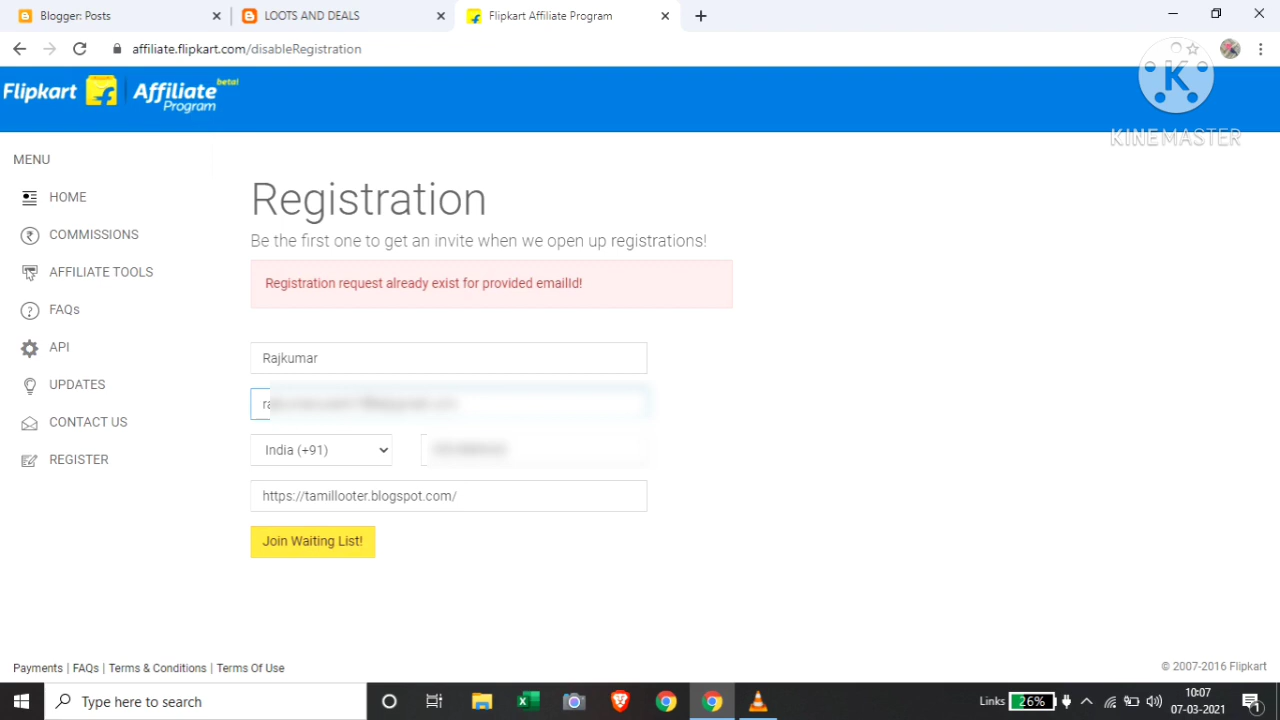 Blogger: Posts
LOOTS AND DEALS
Flipkart Affiliate Program
affiliate.flipkart.com/disableRegistration
Flipkart Affiliate Program beta!
K
KINEMASTER
MENU
HOME
COMMISSIONS
AFFILIATE TOOLS
FAQs
API
UPDATES
CONTACT US
REGISTER
Registration
Be the first one to get an invite when we open up registrations!
Registration request already exist for provided emailId!
Rajkumar
India (+91)
https://tamillooter.blogspot.com/
Join Waiting List!
Payments | FAQs | Terms & Conditions | Terms Of Use
© 2007-2016 Flipkart
Type here to search
Links
26%
10:07
07-03-2021
1